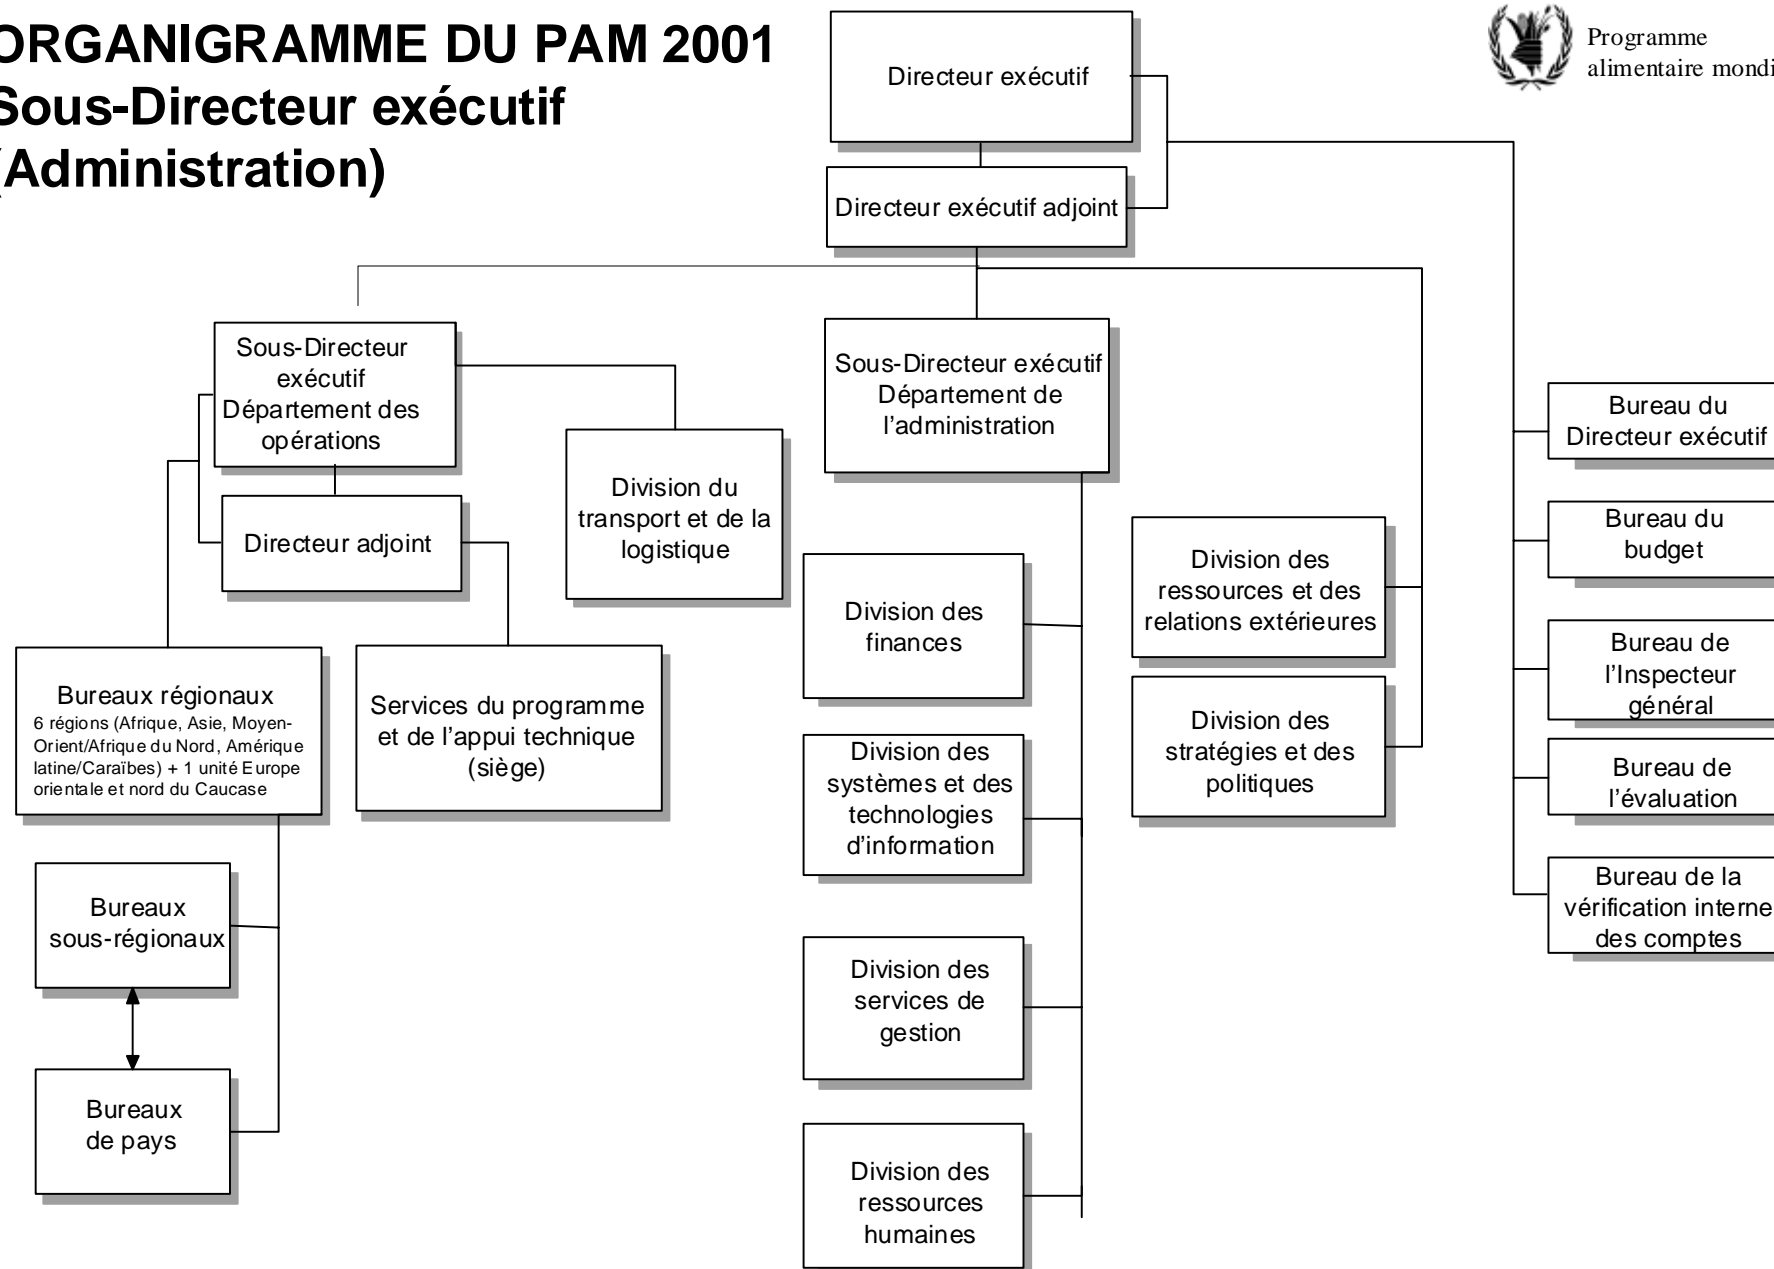 ORGANIGRAMME DU PAM 2001
Sous-Directeur exécutif
(Administration)
Programme
alimentaire mondi
Directeur exécutif
Directeur exécutif adjoint
Sous-Directeur
exécutif
Département des
opérations
Directeur adjoint
Division du
transport et de la
logistique
Bureaux régionaux
6 régions (Afrique, Asie, Moyen-
Orient/Afrique du Nord, Amérique
latine/Caraïbes) + 1 unité Europe
orientale et nord du Caucase
Services du programme
et de l'appui technique
(siège)
Bureaux
sous-régionaux
Bureaux
de pays
Sous-Directeur exécutif
Département de
l'administration
Division des
finances
Division des
systèmes et des
technologies
d'information
Division des
services de
gestion
Division des
ressources
humaines
Division des
ressources et des
relations extérieures
Division des
stratégies et des
politiques
Bureau du
Directeur exécutif
Bureau du
budget
Bureau de
l'Inspecteur
général
Bureau de
l'évaluation
Bureau de la
vérification interne
des comptes